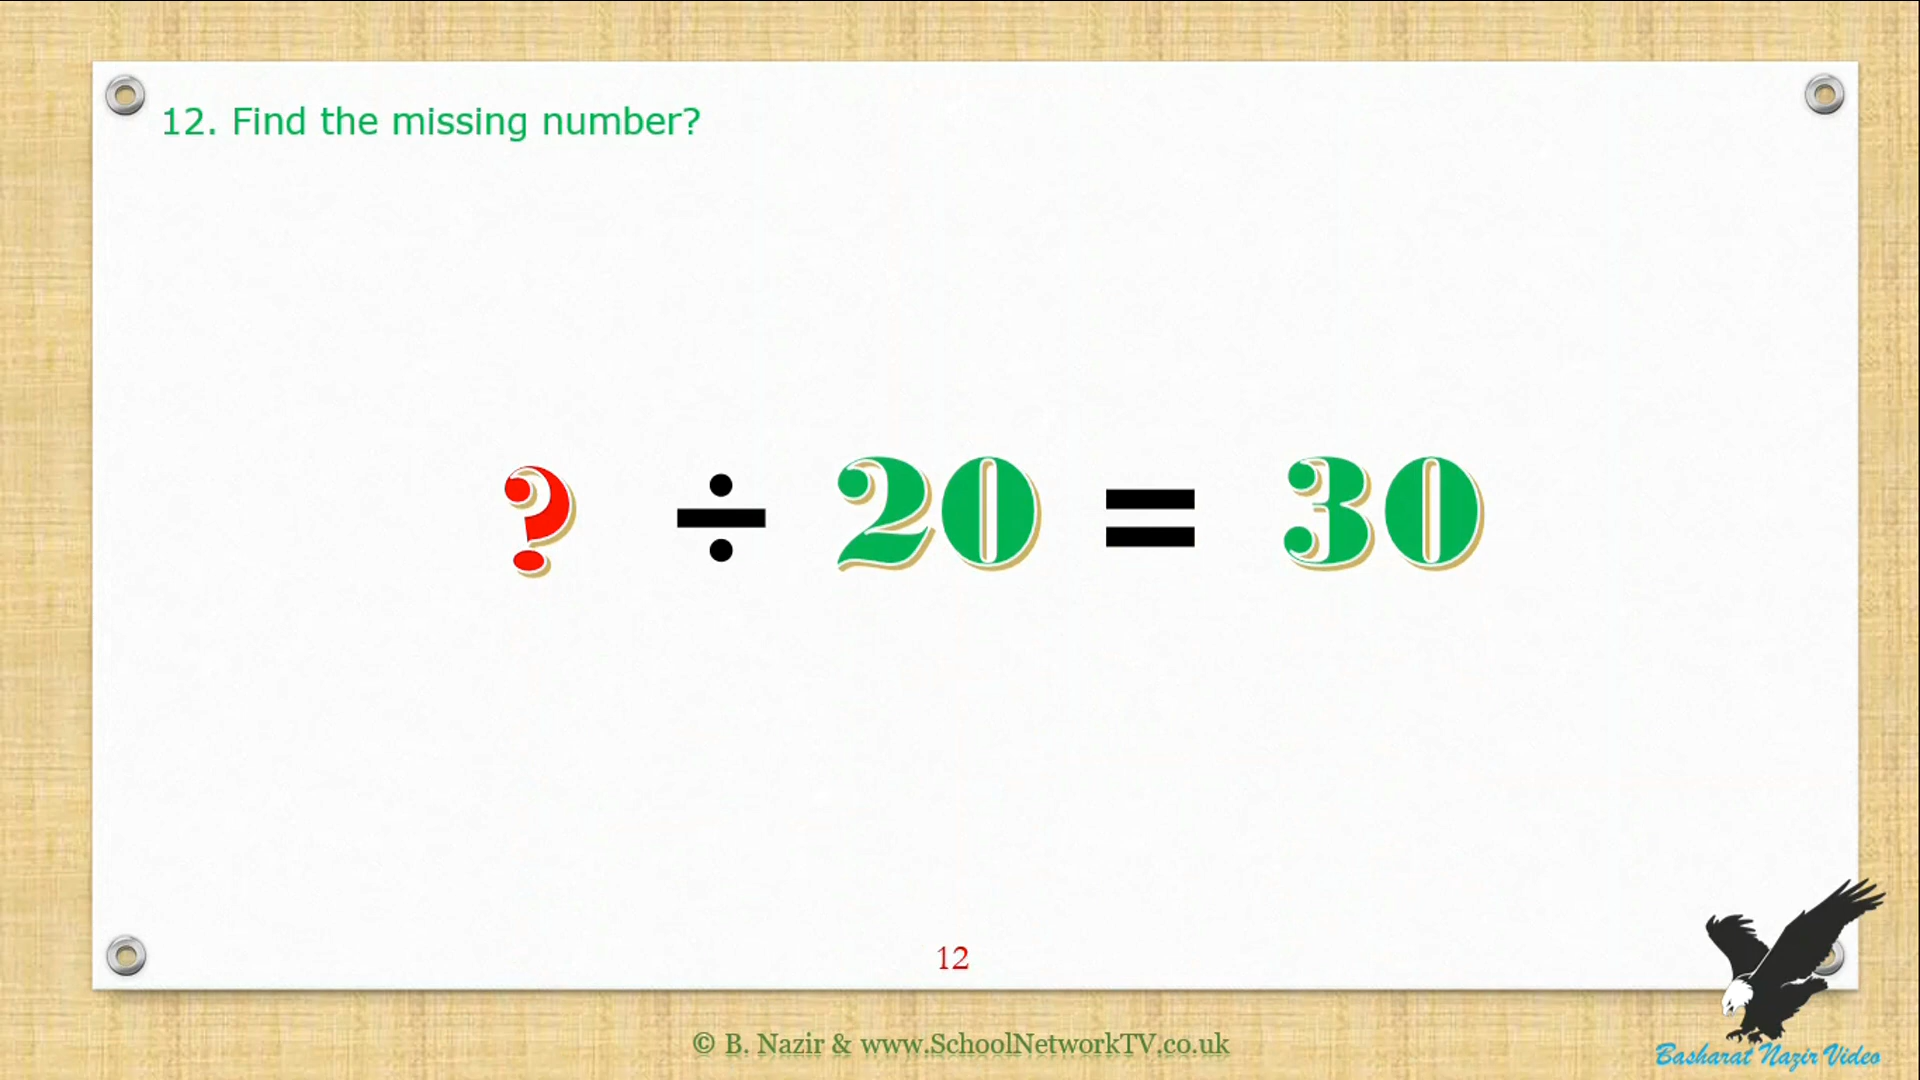 12. Find the missing number?
? ÷ 20 = 30
12
© B. Nazir & www.SchoolNetworkTV.co.uk
Basharat Nazir Video